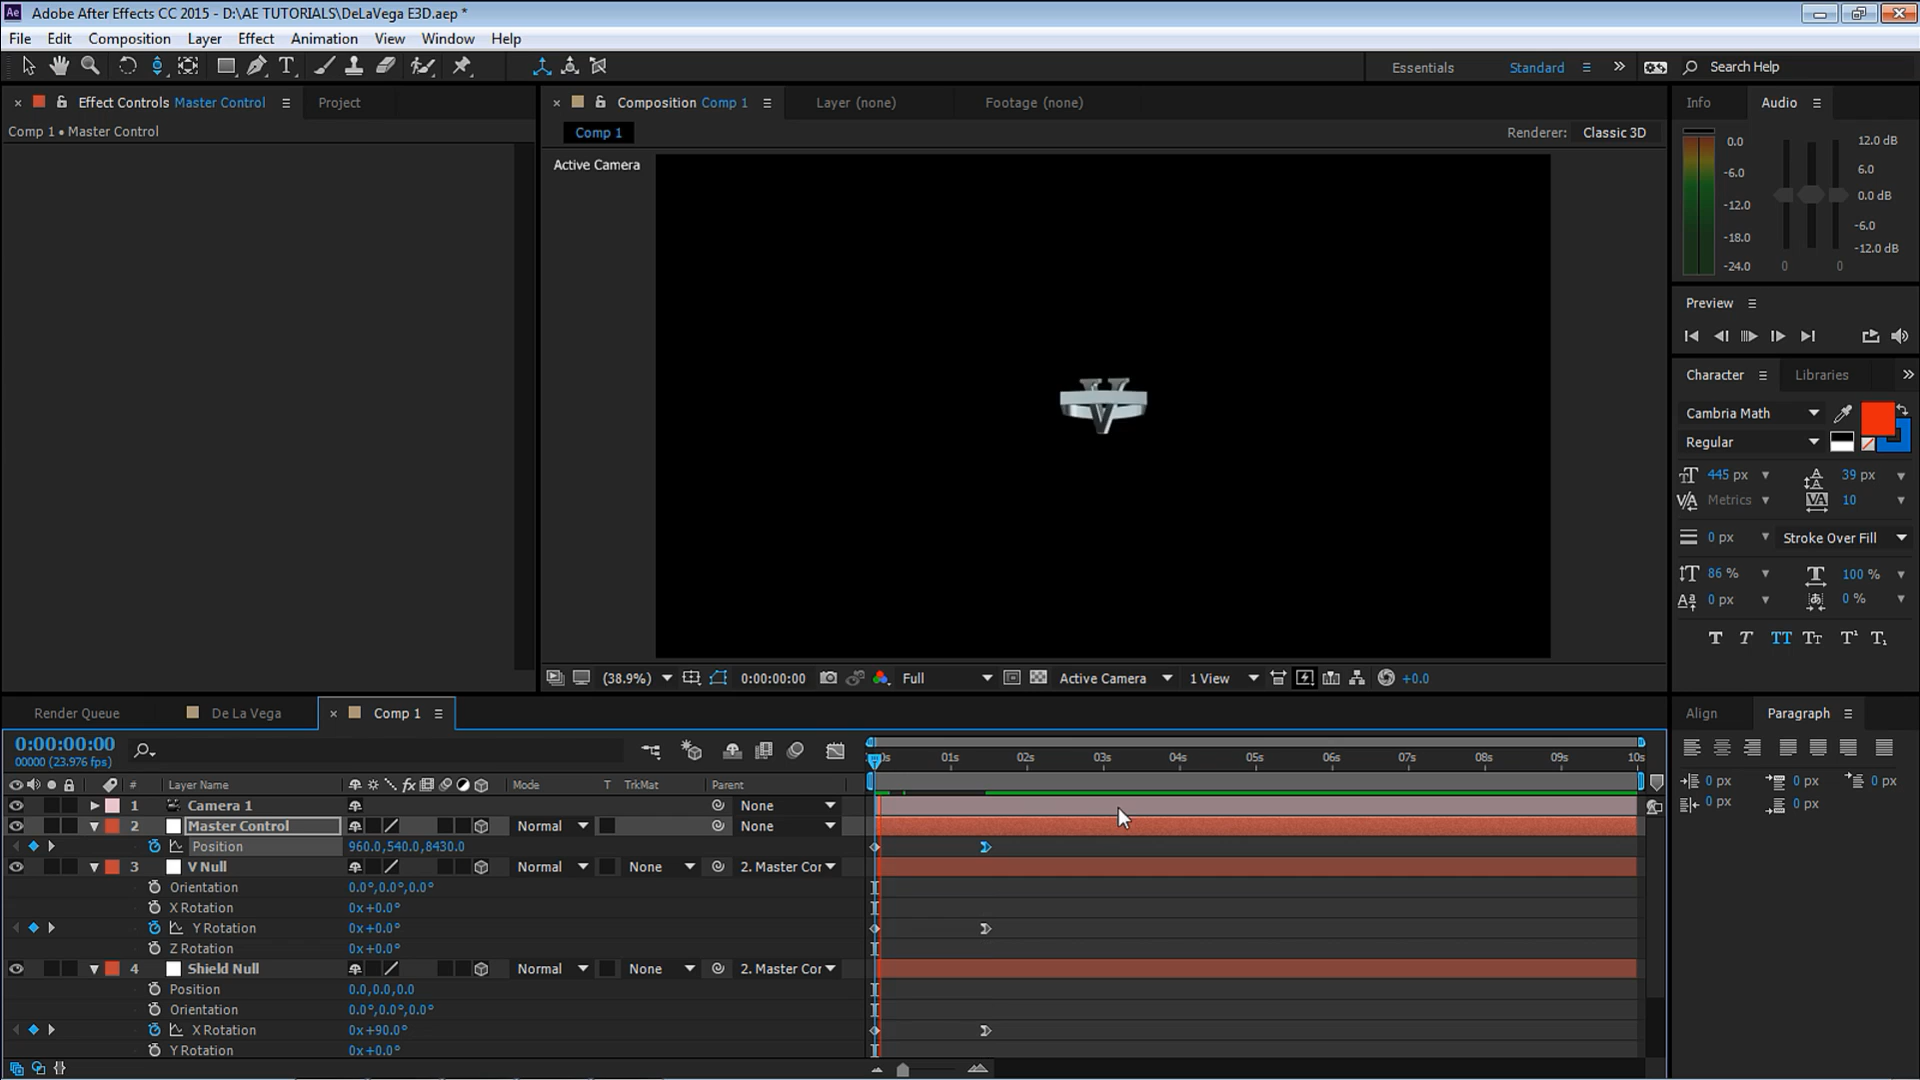 Adobe After Effects CC 2015 - D:\AE TUTORIALS\DeLaVega E3D.aep *
File Edit Composition Layer Effect Animation View Window Help
Essentials Standard Search Help
Effect Controls Master Control Project
Composition Comp 1 Layer (none) Footage (none)
Info Audio
Comp 1 • Master Control
Comp 1
Renderer: Classic 3D
Active Camera
0.0 12.0 dB
-6.0 6.0
-12.0 0.0 dB
-18.0 -6.0
-24.0 -12.0 dB
0 0
Preview
Character Libraries
Cambria Math
Regular
445 px 39 px
Metrics 10
0 px Stroke Over Fill
86 % 100 %
0 px 0 %
T T TT Tt T¹ T₁
(38.9%) 0:00:00:00 Full Active Camera 1 View +0.0
Render Queue De La Vega Comp 1
Align Paragraph
0:00:00:00
00000 (23.976 fps)
01s 02s 03s 04s 05s 06s 07s 08s 09s 10s
# Layer Name Mode T TrkMat Parent
0 px 0 px 0 px
0 px 0 px
1 Camera 1 None
2 Master Control Normal None
Position 960.0,540.0,8430.0
3 V Null Normal None 2. Master Cor
Orientation 0.0°,0.0°,0.0°
X Rotation 0x+0.0°
Y Rotation 0x+0.0°
Z Rotation 0x+0.0°
4 Shield Null Normal None 2. Master Cor
Position 0.0,0.0,0.0
Orientation 0.0°,0.0°,0.0°
X Rotation 0x+90.0°
Y Rotation 0x+0.0°